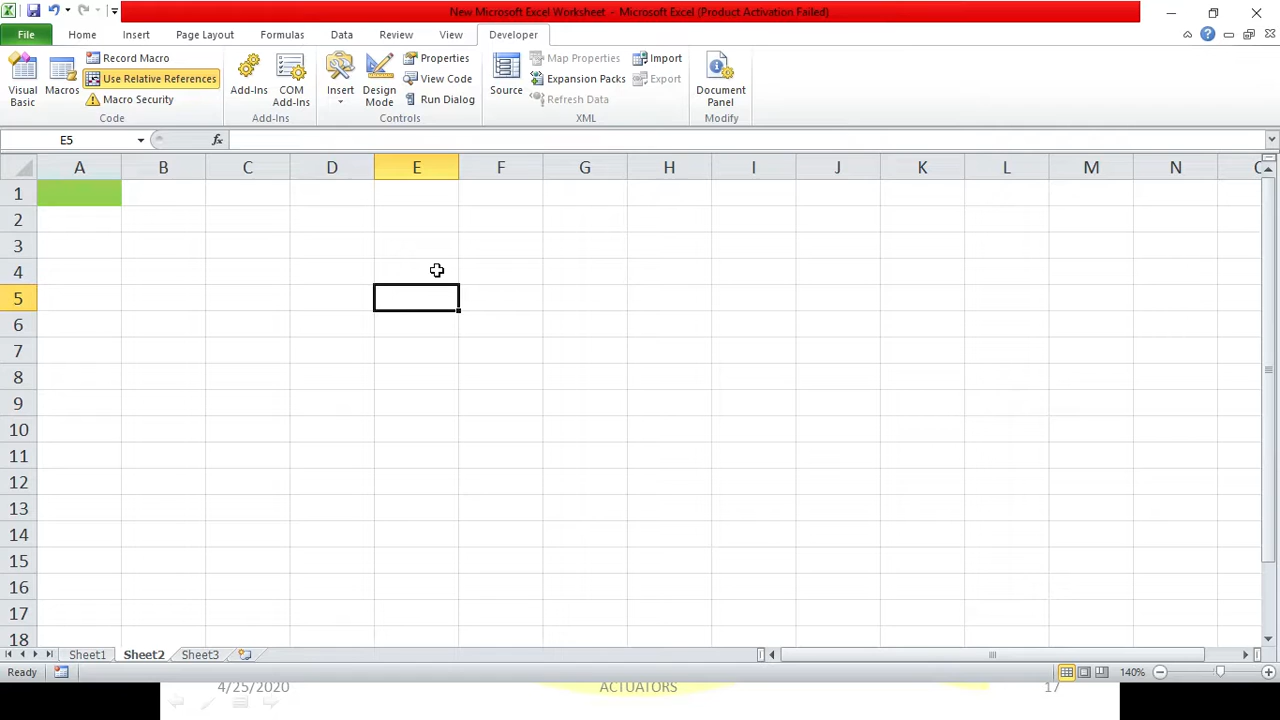 New Microsoft Excel Worksheet - Microsoft Excel (Product Activation Failed)
File Home Insert Page Layout Formulas Data Review View Developer
Visual Basic
Macros
Record Macro
Use Relative References
Macro Security
Code
Add-Ins
COM Add-Ins
Add-Ins
Insert
Design Mode
Properties
View Code
Run Dialog
Controls
Source
Map Properties
Expansion Packs
Refresh Data
Import
Export
XML
Document Panel
Modify
E5
fx
A B C D E F G H I J K L M N
1
2
3
4
5
6
7
8
9
10
11
12
13
14
15
16
17
18
Sheet1 Sheet2 Sheet3
Ready
140%
4/25/2020 ACTUATORS 17